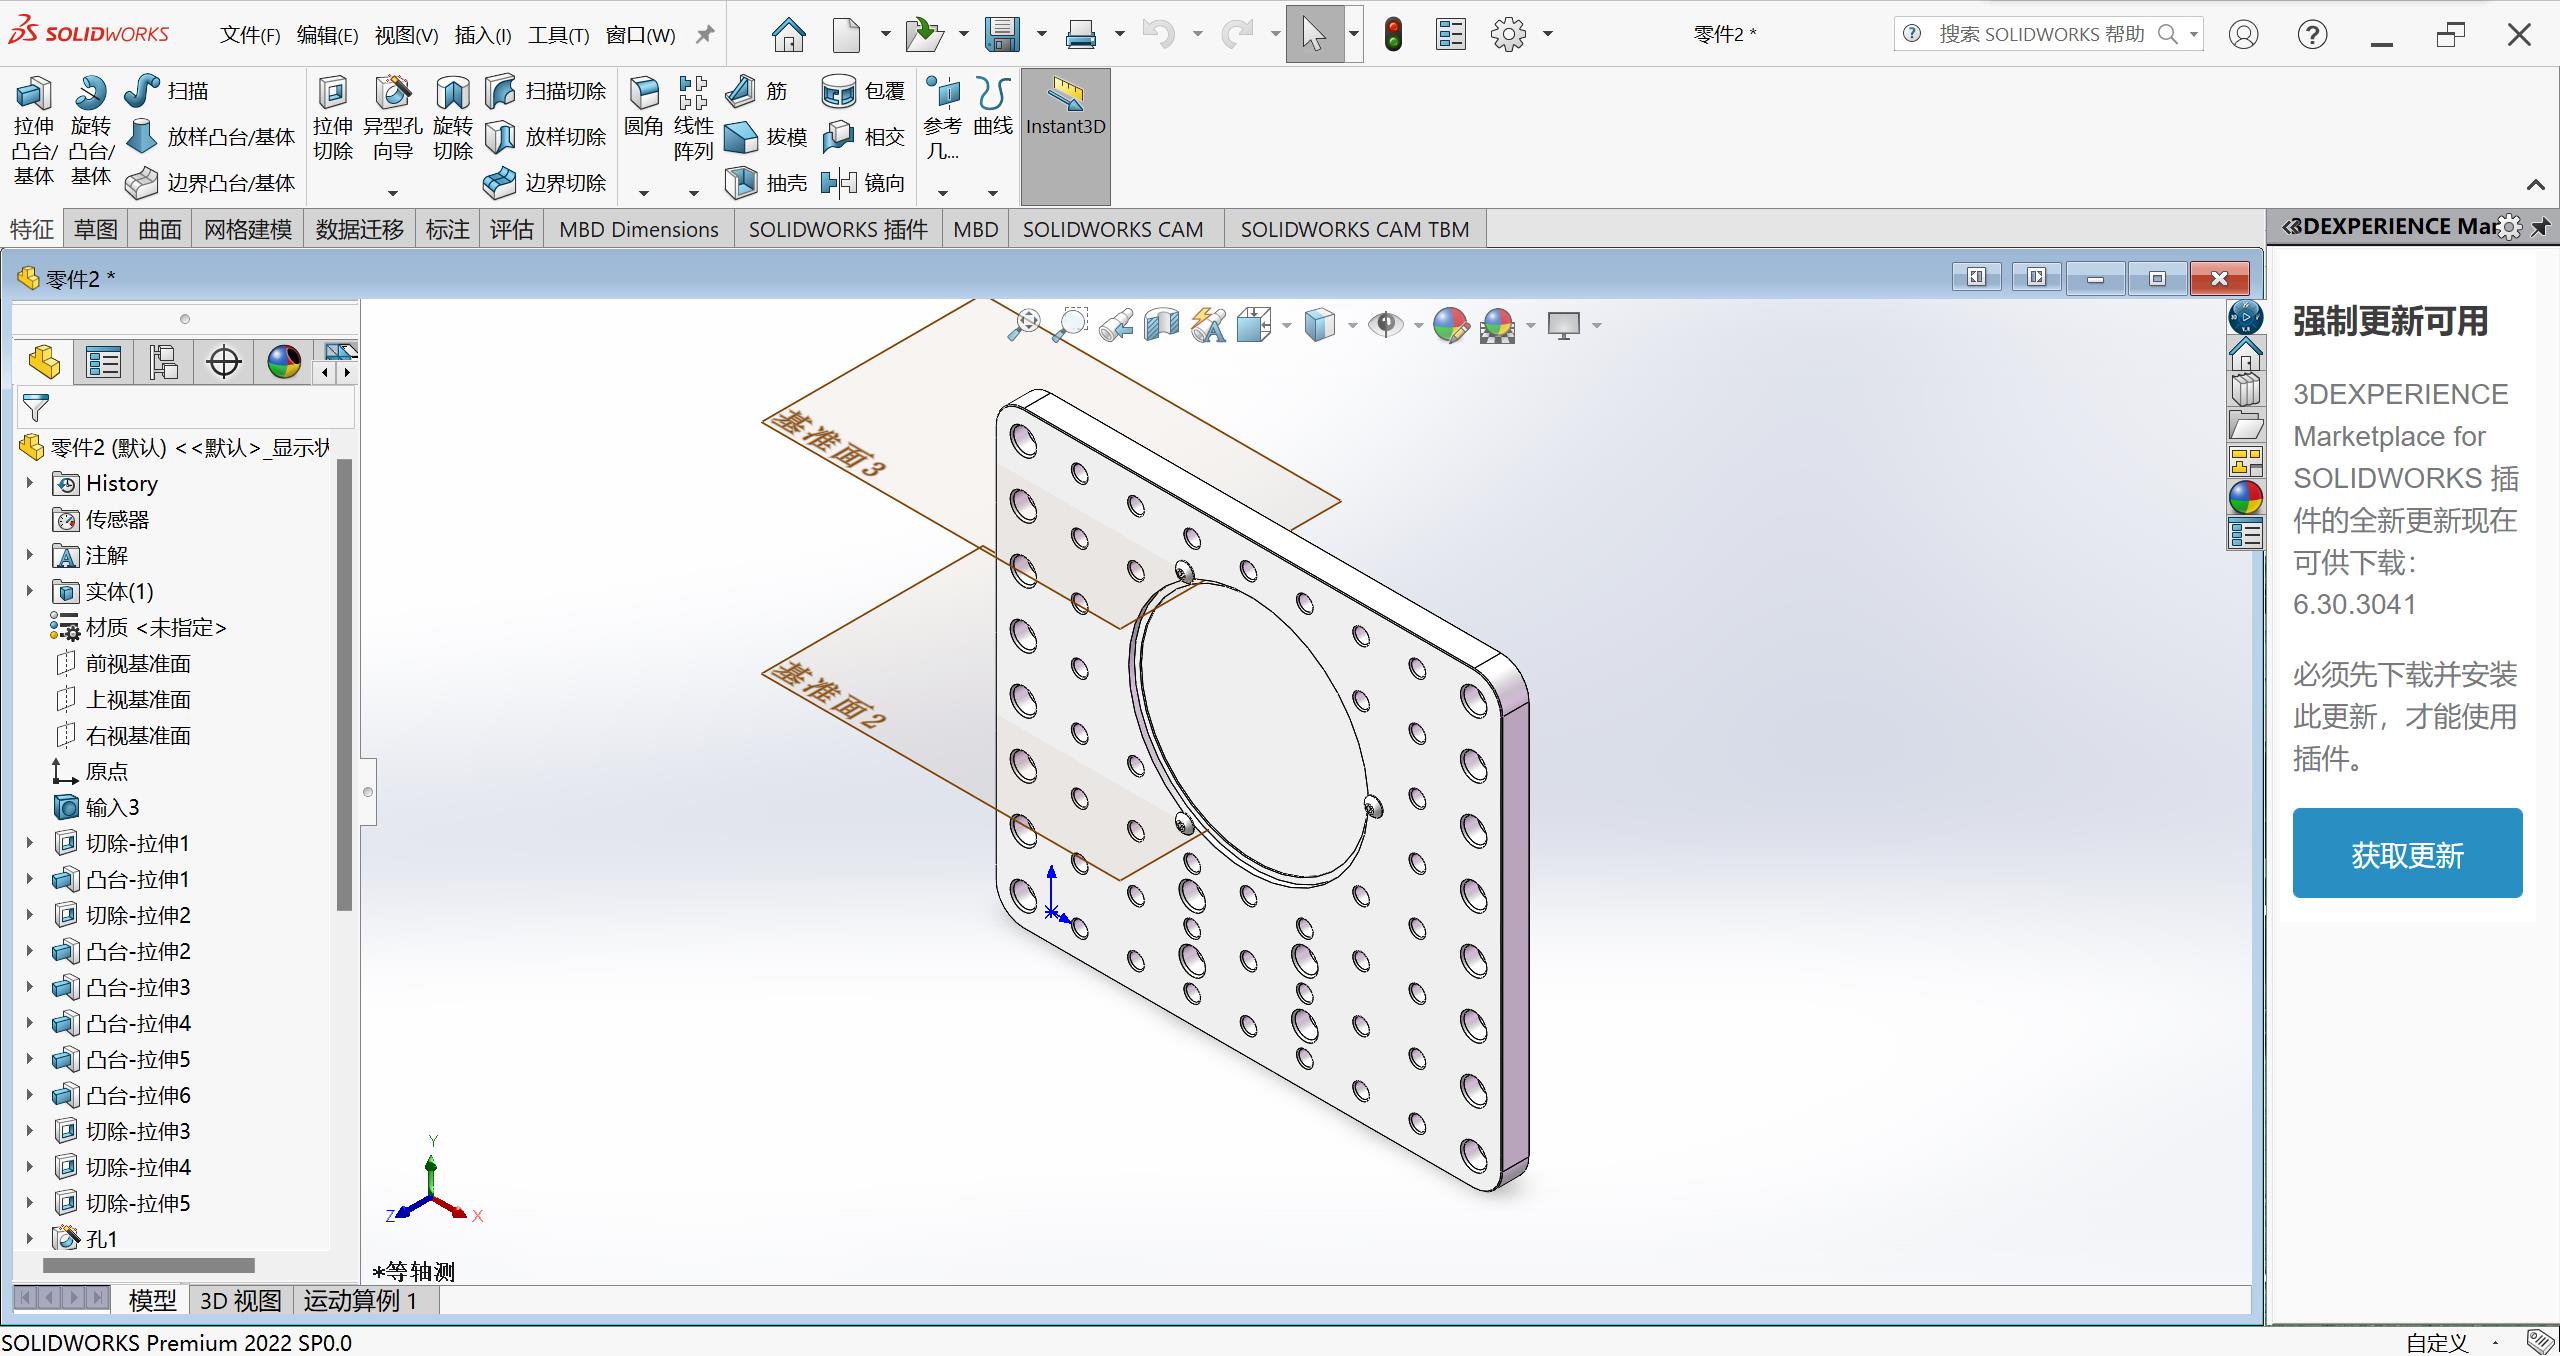 SOLIDWORKS
文件(F) 编辑(E) 视图(V) 插入(I) 工具(T) 窗口(W)
零件2 *
搜索 SOLIDWORKS 帮助
拉伸凸台/基体
旋转凸台/基体
扫描
放样凸台/基体
边界凸台/基体
拉伸切除
异型孔向导
旋转切除
扫描切除
放样切除
边界切除
圆角
线性阵列
筋
拔模
抽壳
包覆
相交
镜向
参考几...
曲线
Instant3D
特征 草图 曲面 网格建模 数据迁移 标注 评估 MBD Dimensions SOLIDWORKS 插件 MBD SOLIDWORKS CAM SOLIDWORKS CAM TBM
零件2 *
零件2 (默认) <<默认>_显示状
History
传感器
注解
实体(1)
材质 <未指定>
前视基准面
上视基准面
右视基准面
原点
输入3
切除-拉伸1
凸台-拉伸1
切除-拉伸2
凸台-拉伸2
凸台-拉伸3
凸台-拉伸4
凸台-拉伸5
凸台-拉伸6
切除-拉伸3
切除-拉伸4
切除-拉伸5
孔1
基准面3
基准面2
Y
Z
X
*等轴测
模型 3D 视图 运动算例 1
SOLIDWORKS Premium 2022 SP0.0
自定义
3DEXPERIENCE Mar
强制更新可用
3DEXPERIENCE
Marketplace for
SOLIDWORKS 插
件的全新更新现在
可供下载：
6.30.3041
必须先下载并安装
此更新，才能使用
插件。
获取更新